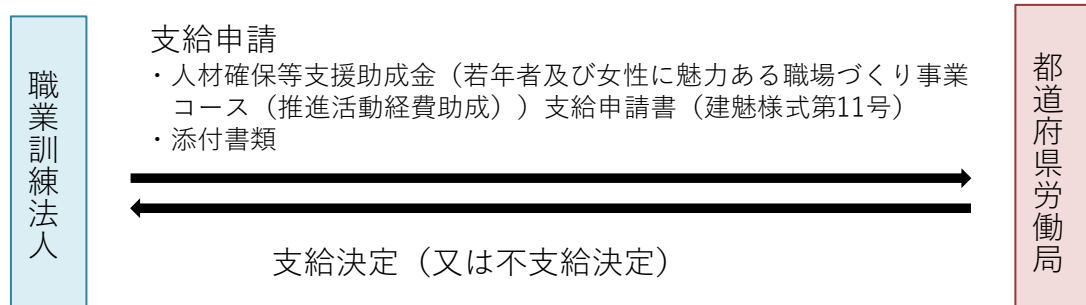 職業訓練法人
支給申請
・人材確保等支援助成金（若年者及び女性に魅力ある職場づくり事業
コース（推進活動経費助成））支給申請書（建魅様式第11号）
・添付書類
支給決定（又は不支給決定）
都道府県労働局